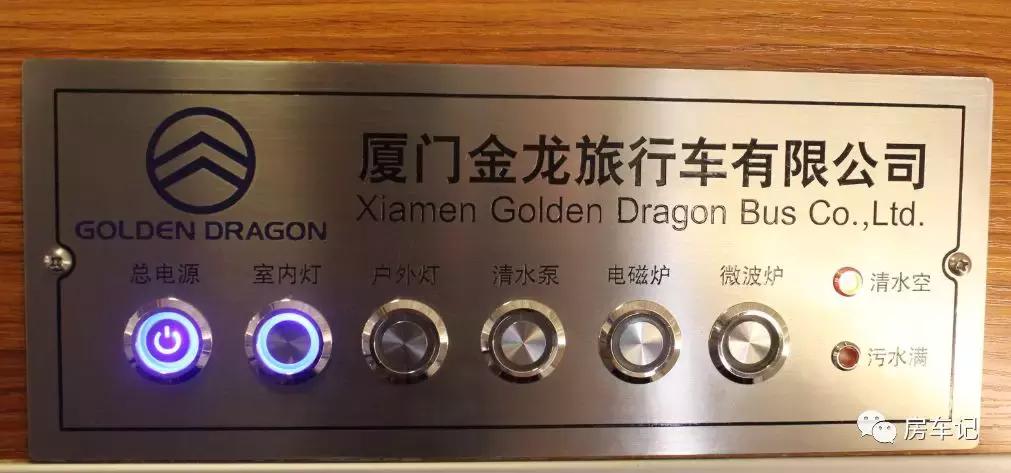 厦门金龙旅行车有限公司
Xiamen Golden Dragon Bus Co.,Ltd.
GOLDEN DRAGON
总电源 室内灯 户外灯 清水泵 电磁炉 微波炉 清水空
污水满
房车记